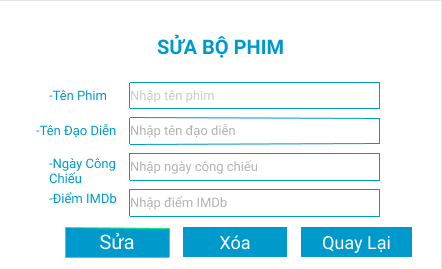 SỬA BỘ PHIM
-Tên Phim Nhập tên phim
-Tên Đạo Diễn Nhập tên đạo diễn
-Ngày Công Nhập ngày công chiếu
Chiếu
-Điểm IMDb Nhập điểm IMDb
Sửa Xóa Quay Lại